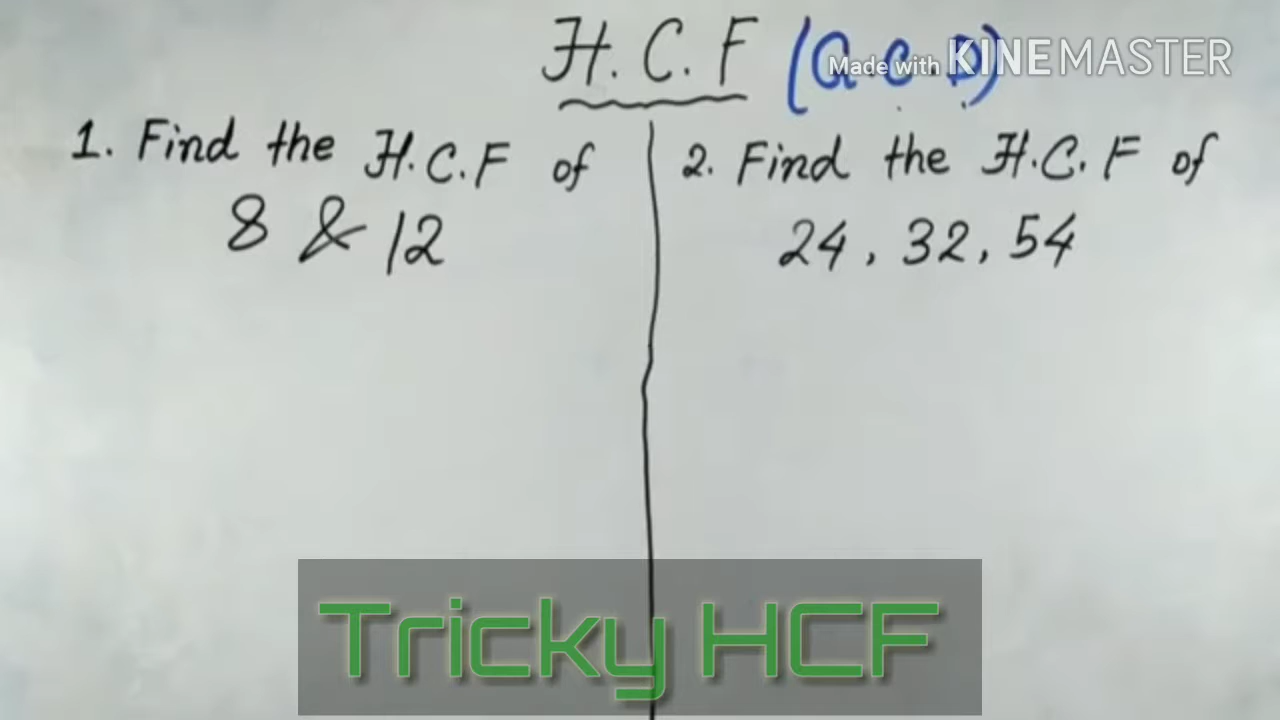 H.C.F (G.C.D)
Made with KINEMASTER
1. Find the H.C.F of
8 & 12
2. Find the H.C.F of
24, 32, 54
Tricky HCF